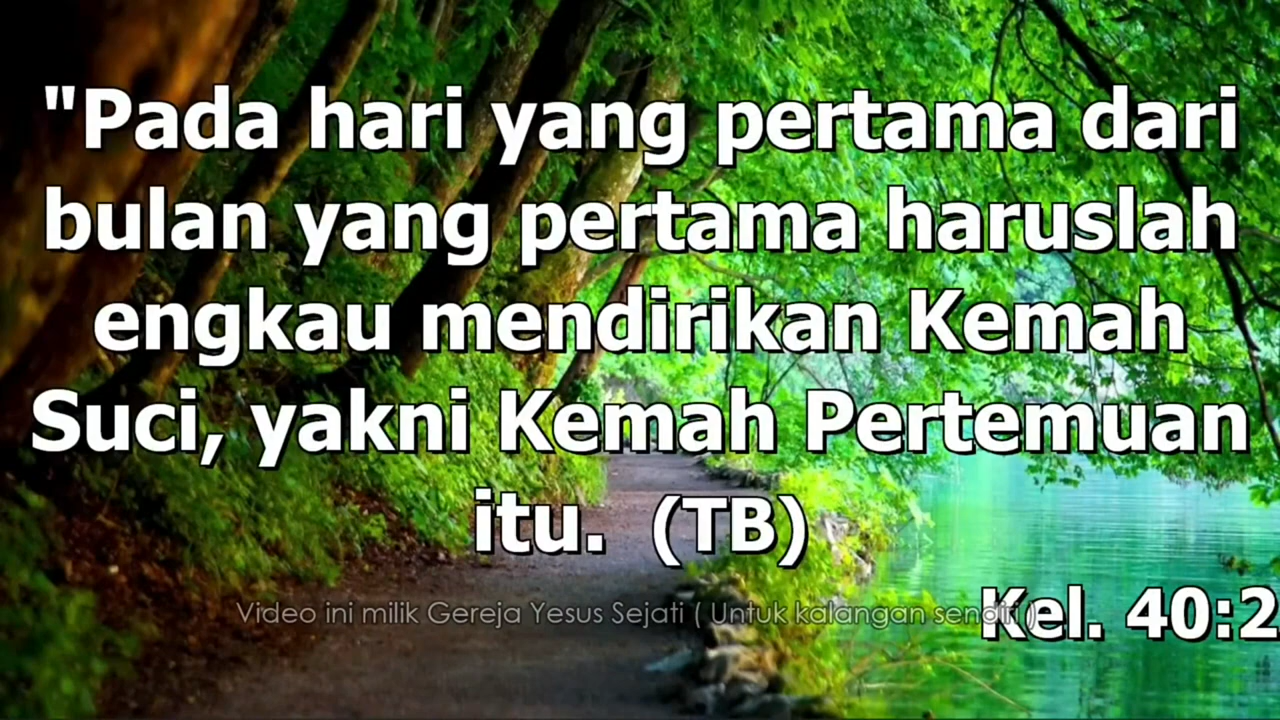 "Pada hari yang pertama dari
bulan yang pertama haruslah
engkau mendirikan Kemah
Suci, yakni Kemah Pertemuan
itu. (TB)
Video ini milik Gereja Yesus Sejati ( Untuk kalangan sendiri )
Kel. 40:2